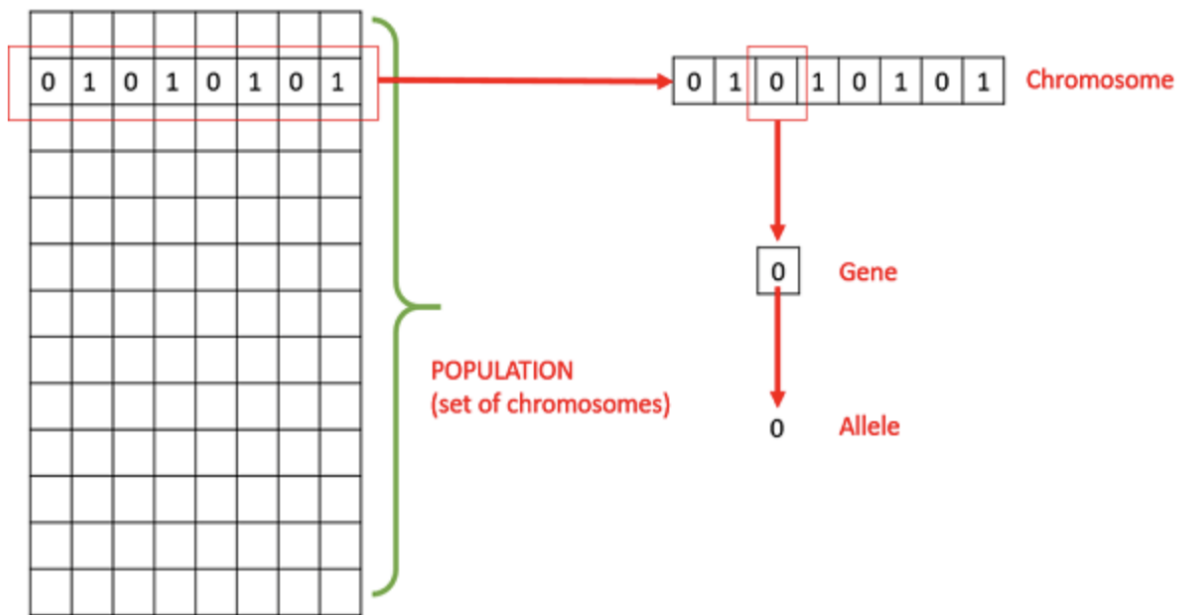 0 1 0 1 0 1 0 1
0 1 0 1 0 1 0 1
Chromosome
0
Gene
POPULATION
(set of chromosomes)
0
Allele